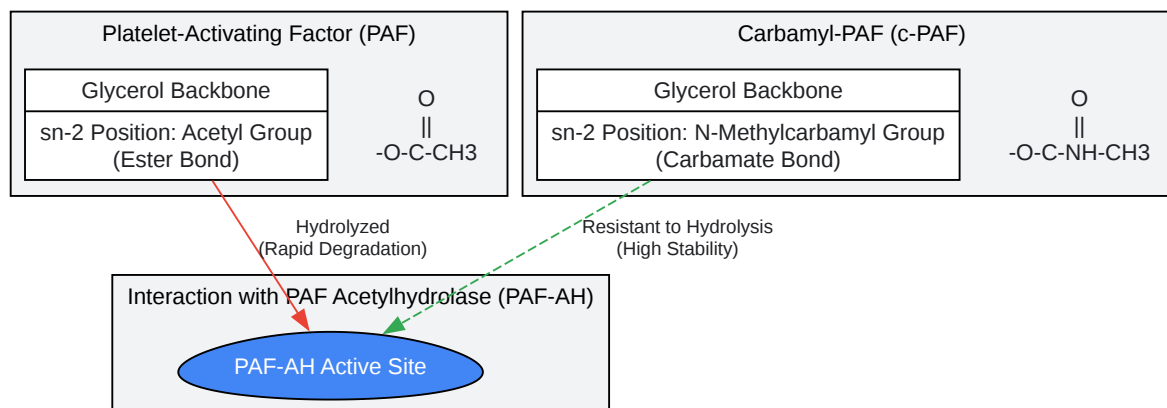 Platelet-Activating Factor (PAF)
Glycerol Backbone
sn-2 Position: Acetyl Group
(Ester Bond)
O
||
-O-C-CH3
Carbamyl-PAF (c-PAF)
Glycerol Backbone
sn-2 Position: N-Methylcarbamyl Group
(Carbamate Bond)
O
||
-O-C-NH-CH3
Hydrolyzed
(Rapid Degradation)
Resistant to Hydrolysis
(High Stability)
Interaction with PAF Acetylhydrolase (PAF-AH)
PAF-AH Active Site